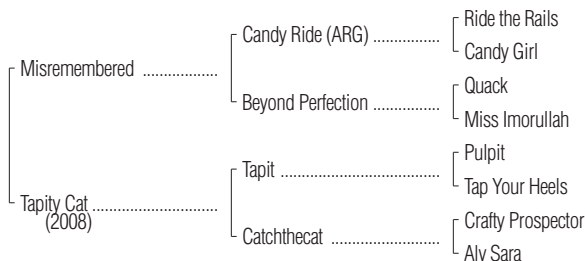 Ride the Rails
Candy Ride (ARG) ....................
Candy Girl
Misremembered ..................
Quack
Beyond Perfection ..................
Miss Imorullah
Pulpit
Tapit ..........................................
Tap Your Heels
Tapity Cat ..............................
(2008)
Crafty Prospector
Catchthecat ............................
Aly Sara